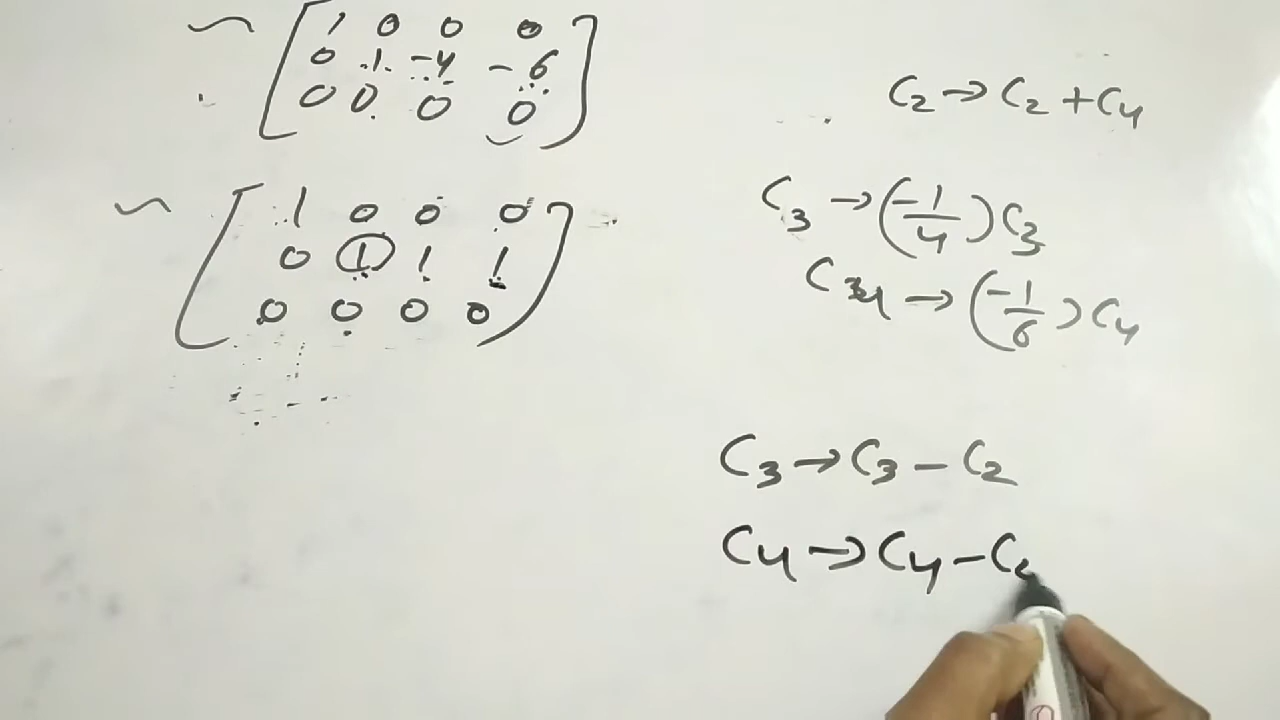 ~ [ 1 0 0 0
0 1 -4 -6
0 0 0 0 ]
C2 → C2 + C4
~ [ 1 0 0 0
0 1 1 1
0 0 0 0 ]
C3 → (-1/4) C3
C4 → (-1/6) C4
C3 → C3 - C2
C4 → C4 - C2